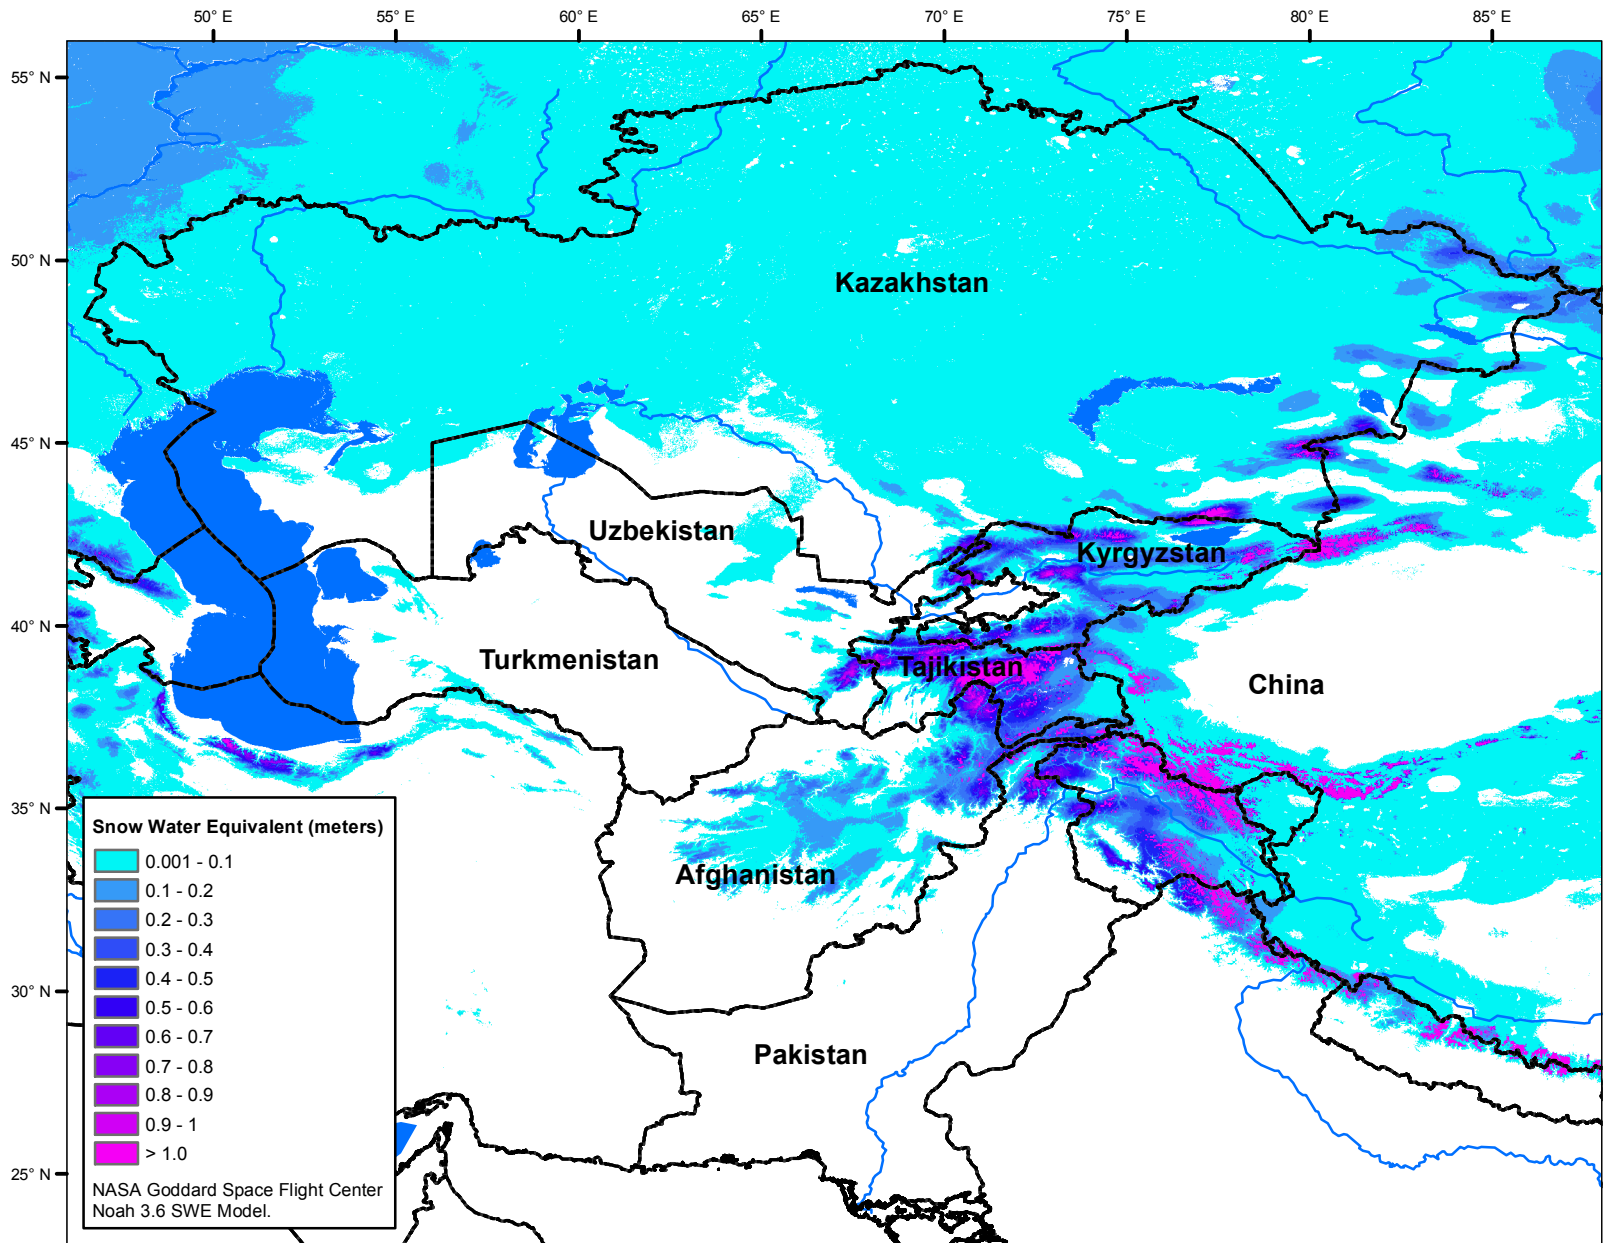 50° E 55° E 60° E 65° E 70° E 75° E 80° E 85° E
55° N
50° N
45° N
40° N
35° N
30° N
25° N
Kazakhstan
Uzbekistan
Kyrgyzstan
Turkmenistan
Tajikistan
China
Afghanistan
Pakistan
Snow Water Equivalent (meters)
0.001 - 0.1
0.1 - 0.2
0.2 - 0.3
0.3 - 0.4
0.4 - 0.5
0.5 - 0.6
0.6 - 0.7
0.7 - 0.8
0.8 - 0.9
0.9 - 1
> 1.0
NASA Goddard Space Flight Center
Noah 3.6 SWE Model.